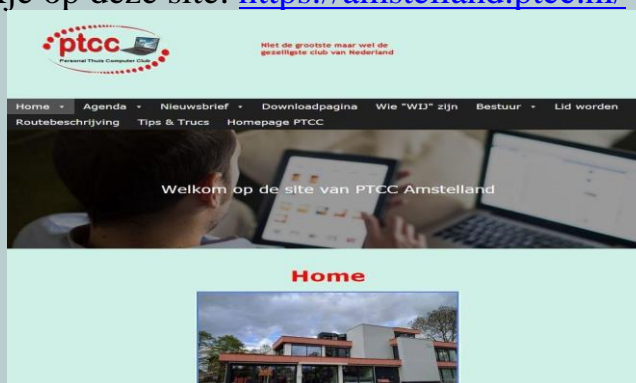 je op deze site: https://amstelland.ptcc.nl/
ptcc
Personal Thuis Computer Club
Niet de grootste maar wel de
gezelligste club van Nederland
Home Agenda Nieuwsbrief Downloadpagina Wie "WIJ" zijn Bestuur Lid worden
Routebeschrijving Tips & Trucs Homepage PTCC
Welkom op de site van PTCC Amstelland
Home